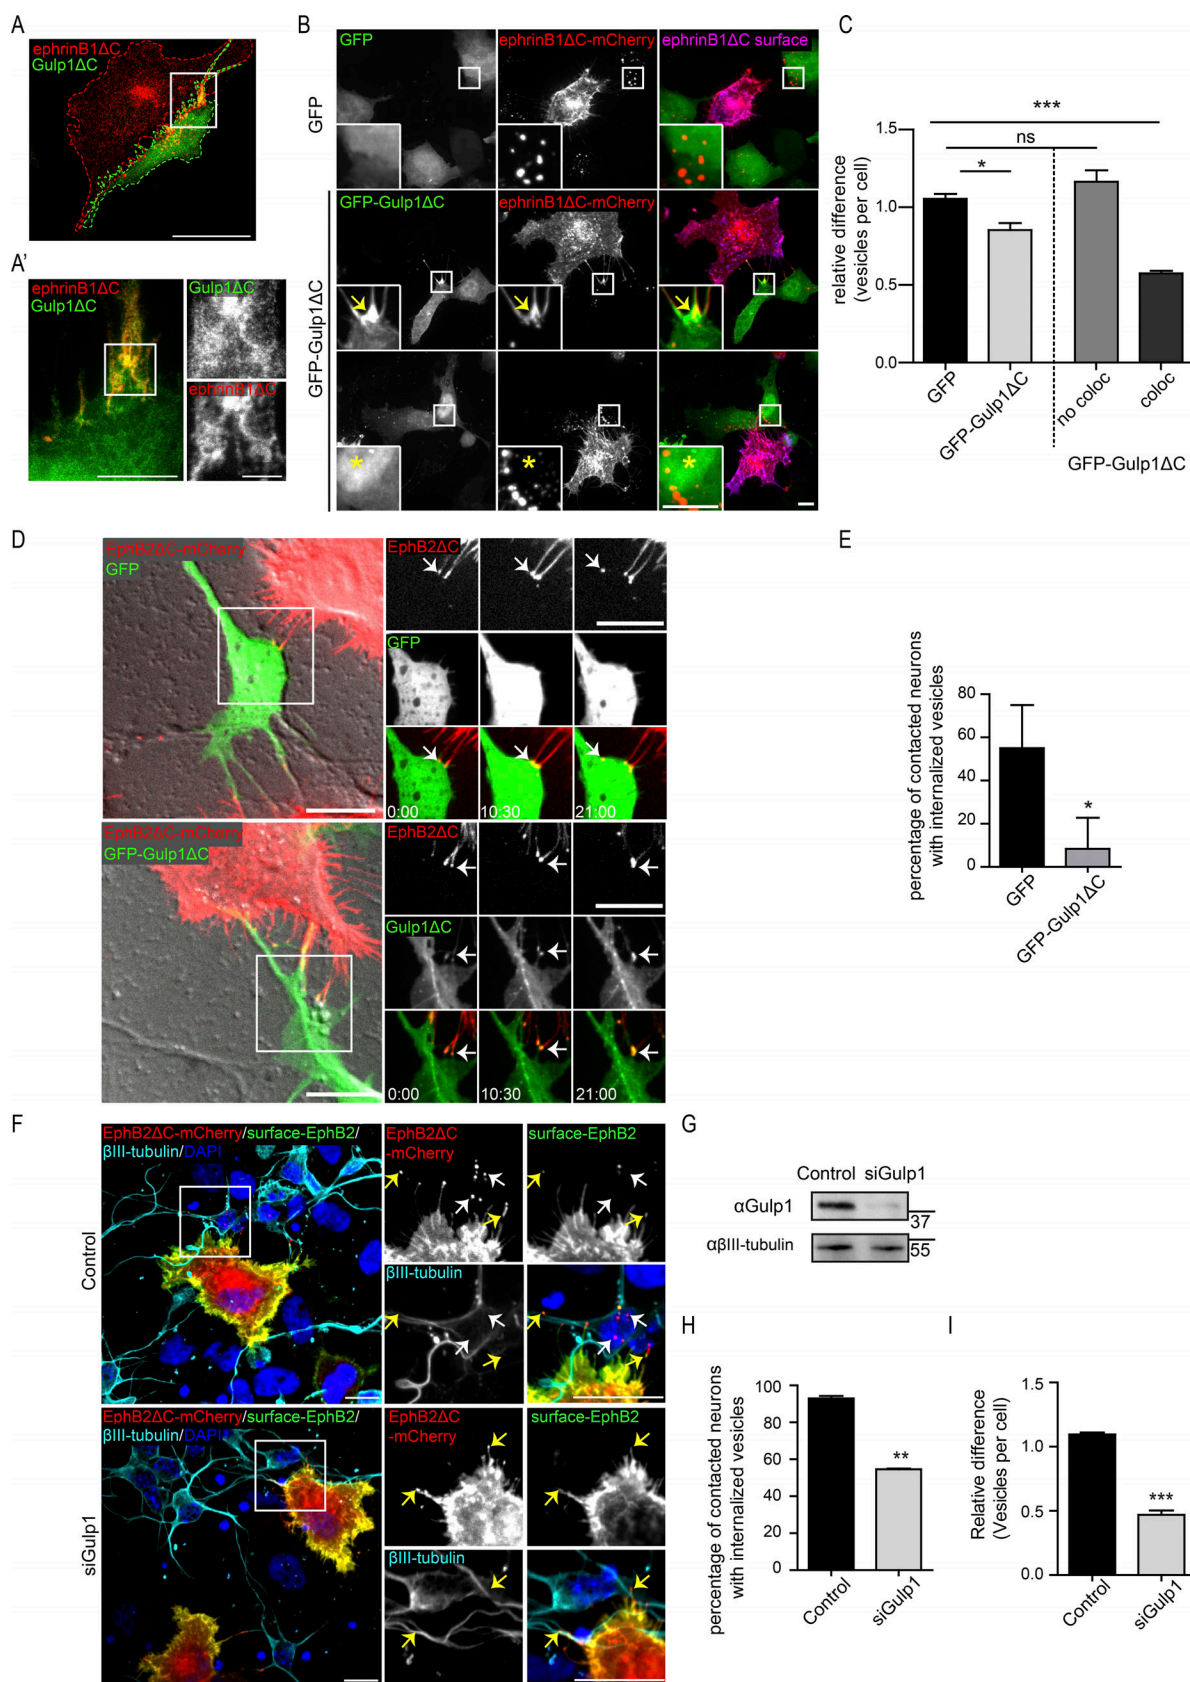 A
ephrinB1ΔC
Gulp1ΔC
A'
ephrinB1ΔC
Gulp1ΔC
Gulp1ΔC
ephrinB1ΔC
B
GFP
ephrinB1ΔC-mCherry
ephrinB1ΔC surface
GFP
GFP-Gulp1ΔC
ephrinB1ΔC-mCherry
GFP-Gulp1ΔC
*
*
*
C
relative difference
(vesicles per cell)
1.5
1.0
0.5
0.0
***
ns
*
GFP
GFP-Gulp1ΔC
no coloc
coloc
GFP-Gulp1ΔC
D
EphB2ΔC-mCherry
GFP
EphB2ΔC
GFP
0:00
10:30
21:00
EphB2ΔC-mCherry
GFP-Gulp1ΔC
EphB2ΔC
Gulp1ΔC
0:00
10:30
21:00
E
percentage of contacted neurons
with internalized vesicles
80
60
40
20
0
*
GFP
GFP-Gulp1ΔC
F
Control
EphB2ΔC-mCherry/surface-EphB2/
βIII-tubulin/DAPI
EphB2ΔC
-mCherry
surface-EphB2
βIII-tubulin
siGulp1
EphB2ΔC-mCherry/surface-EphB2/
βIII-tubulin/DAPI
EphB2ΔC
-mCherry
surface-EphB2
βIII-tubulin
G
Control siGulp1
αGulp1
37
αβIII-tubulin
55
H
percentage of contacted neurons
with internalized vesicles
100
80
60
40
20
0
**
Control
siGulp1
I
Relative difference
(Vesicles per cell)
1.5
1.0
0.5
0
***
Control
siGulp1